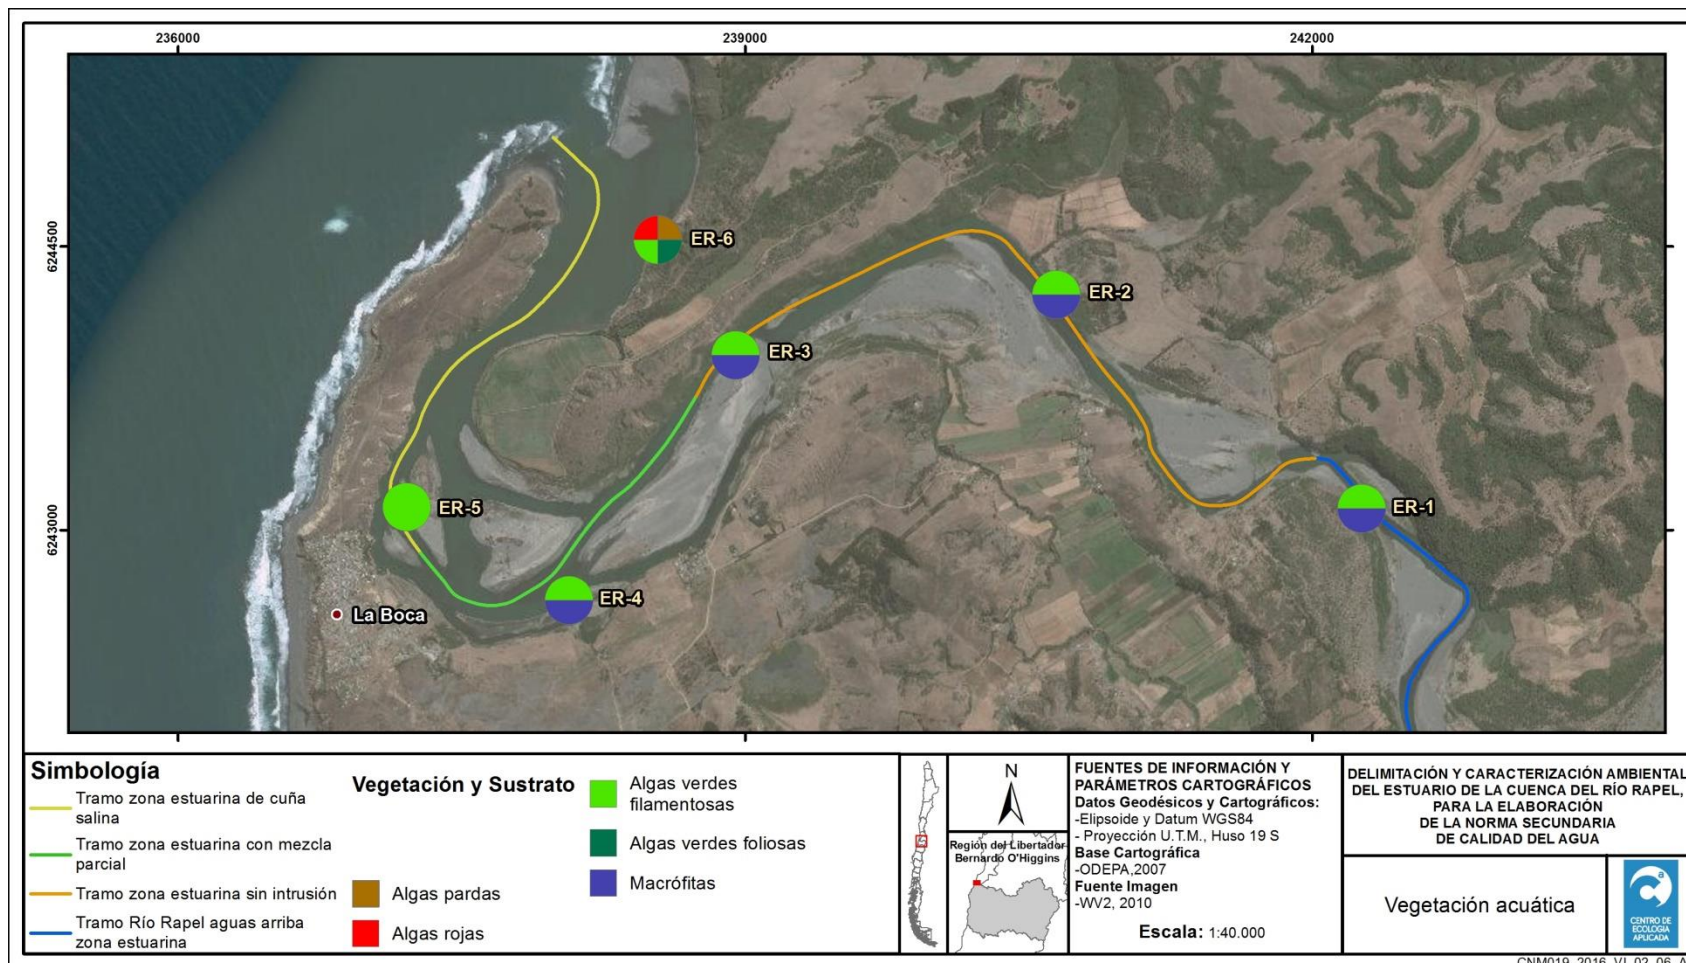 236000
239000
242000
6244500
6243000
ER-6
ER-2
ER-3
ER-5
ER-1
ER-4
La Boca
Simbología
Tramo zona estuarina de cuña
salina
Tramo zona estuarina con mezcla
parcial
Tramo zona estuarina sin intrusión
Tramo Río Rapel aguas arriba
zona estuarina
Vegetación y Sustrato
Algas pardas
Algas rojas
Algas verdes
filamentosas
Algas verdes foliosas
Macrófitas
N
Región del Libertador
Bernardo O'Higgins
FUENTES DE INFORMACIÓN Y
PARÁMETROS CARTOGRÁFICOS
Datos Geodésicos y Cartográficos:
-Elipsoide y Datum WGS84
- Proyección U.T.M., Huso 19 S
Base Cartográfica
-ODEPA,2007
Fuente Imagen
-WV2, 2010
Escala: 1:40.000
DELIMITACIÓN Y CARACTERIZACIÓN AMBIENTAL
DEL ESTUARIO DE LA CUENCA DEL RÍO RAPEL,
PARA LA ELABORACIÓN
DE LA NORMA SECUNDARIA
DE CALIDAD DEL AGUA
Vegetación acuática
a
CENTRO DE
ECOLOGÍA
APLICADA